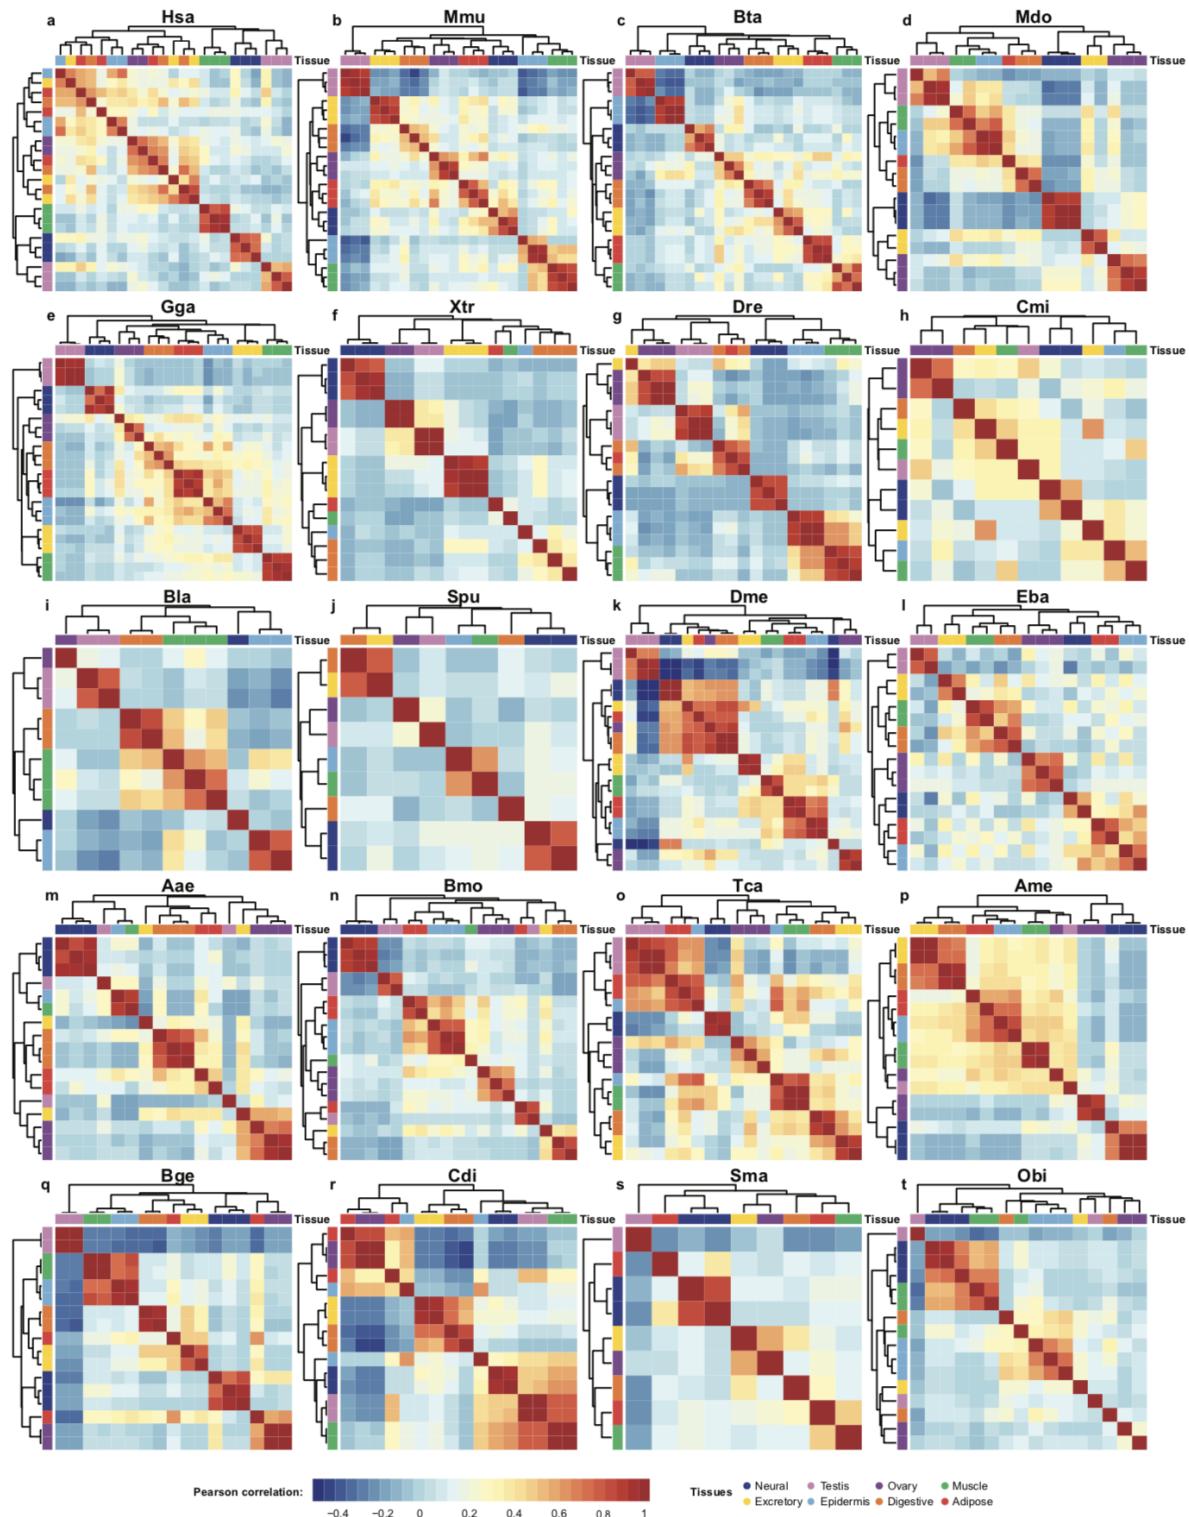 a Hsa b Mmu c Bta d Mdo
Tissue Tissue Tissue Tissue
e Gga f Xtr g Dre h Cmi
Tissue Tissue Tissue Tissue
i Bla j Spu k Dme l Eba
Tissue Tissue Tissue Tissue
m Aae n Bmo o Tca p Ame
Tissue Tissue Tissue Tissue
q Bge r Cdi s Sma t Obi
Tissue Tissue Tissue Tissue
Pearson correlation: Tissues Neural Testis Ovary Muscle
Excretory Epidermis Digestive Adipose
−0.4 −0.2 0 0.2 0.4 0.6 0.8 1